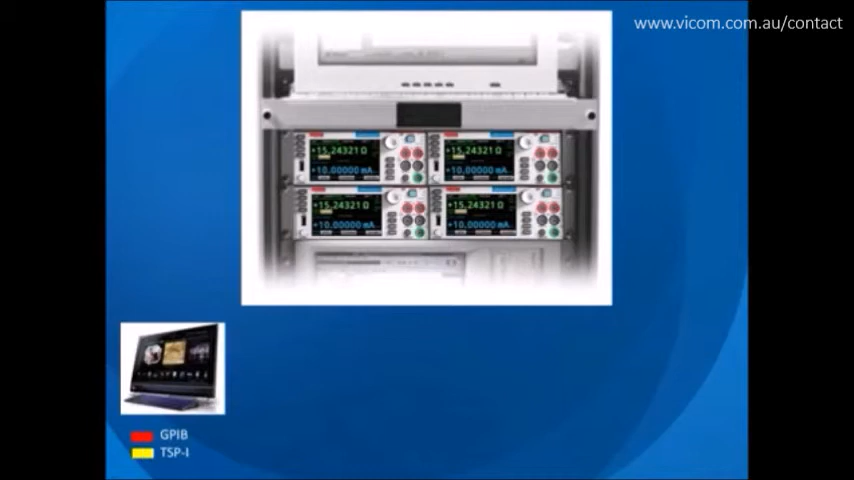 www.vicom.com.au/contact
+15.24321 Ω
+15.24321 Ω
+10.00000 mA
+10.00000 mA
+15.24321 Ω
+15.24321 Ω
+10.00000 mA
+10.00000 mA
GPIB
TSP-I